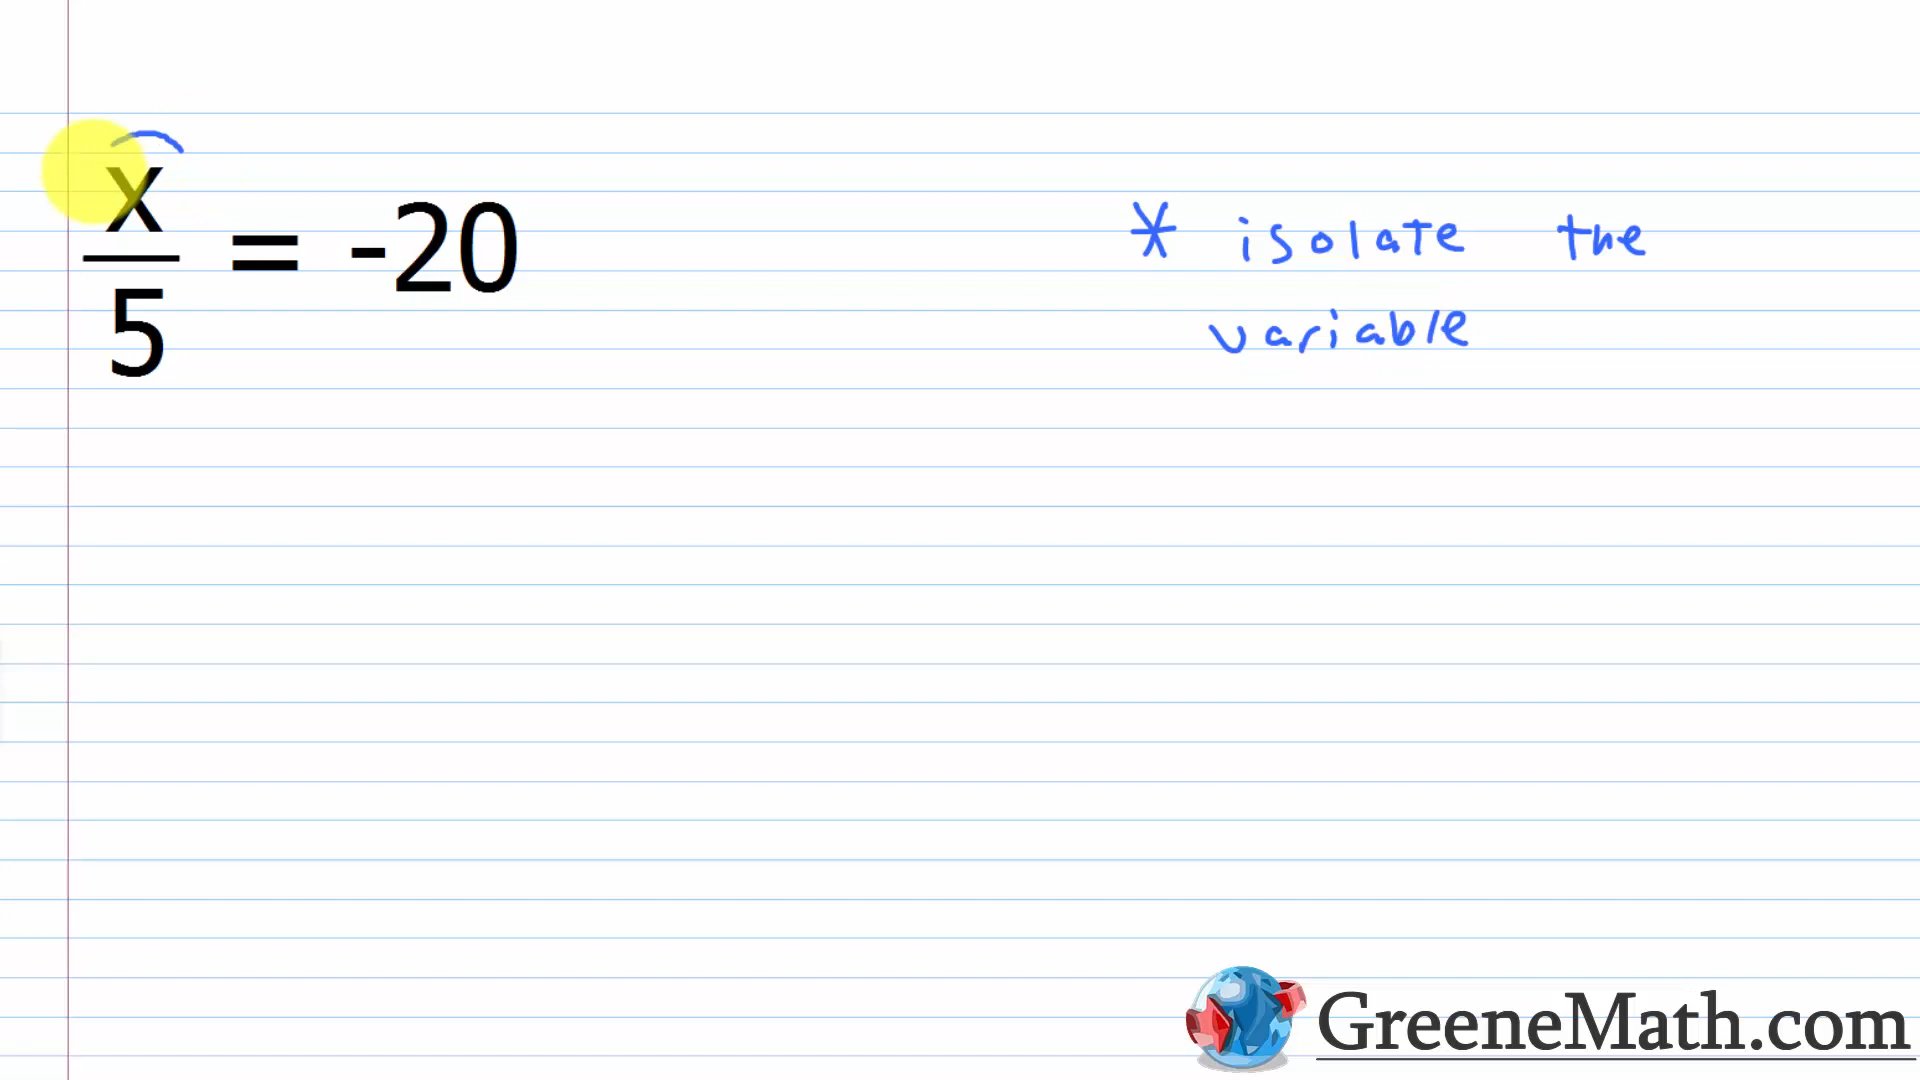 x/5 = -20
* isolate the
variable
GreeneMath.com